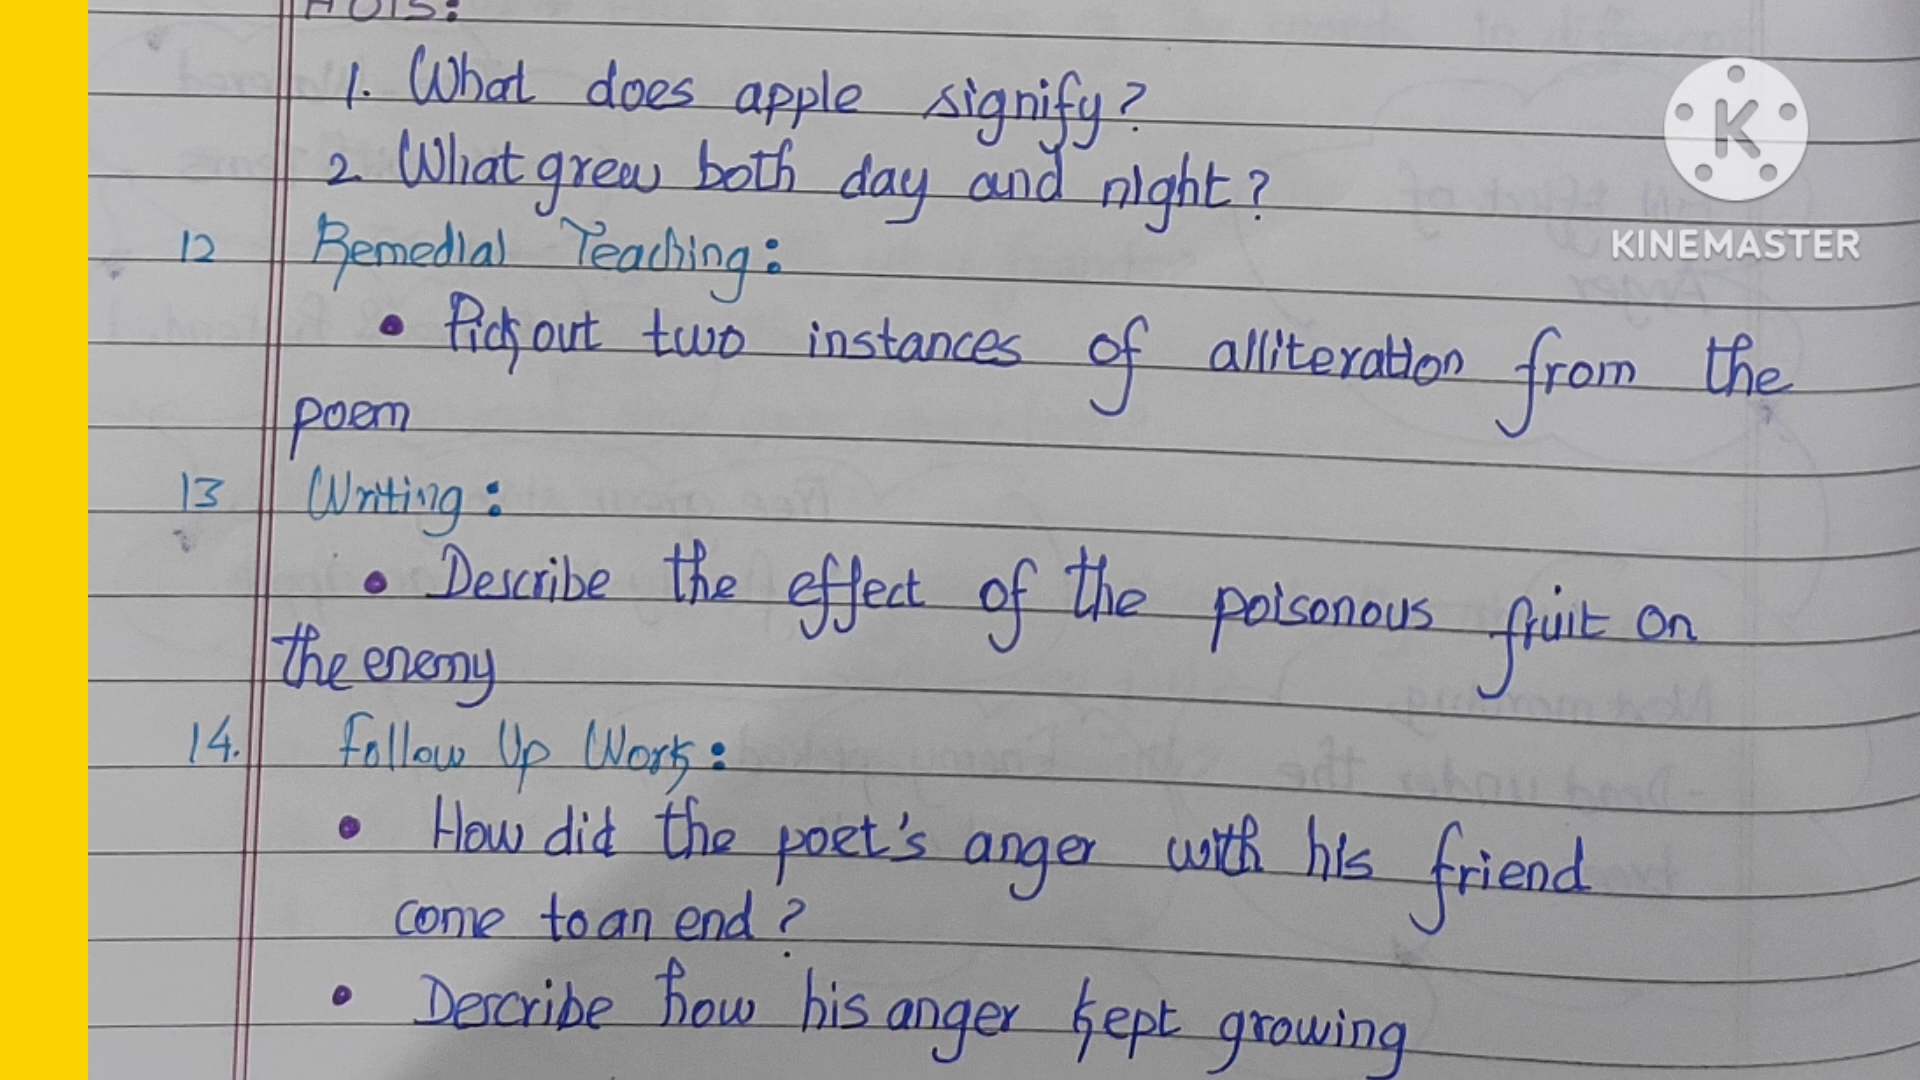 HOTS:
1. What does apple signify?
2. What grew both day and night?
12 Remedial Teaching:
• Pick out two instances of alliteration from the
poem
13 Writing:
• Describe the effect of the poisonous fruit on
the enemy
14. Follow Up Work:
• How did the poet's anger with his friend
come to an end?
• Describe how his anger kept growing
K
KINEMASTER